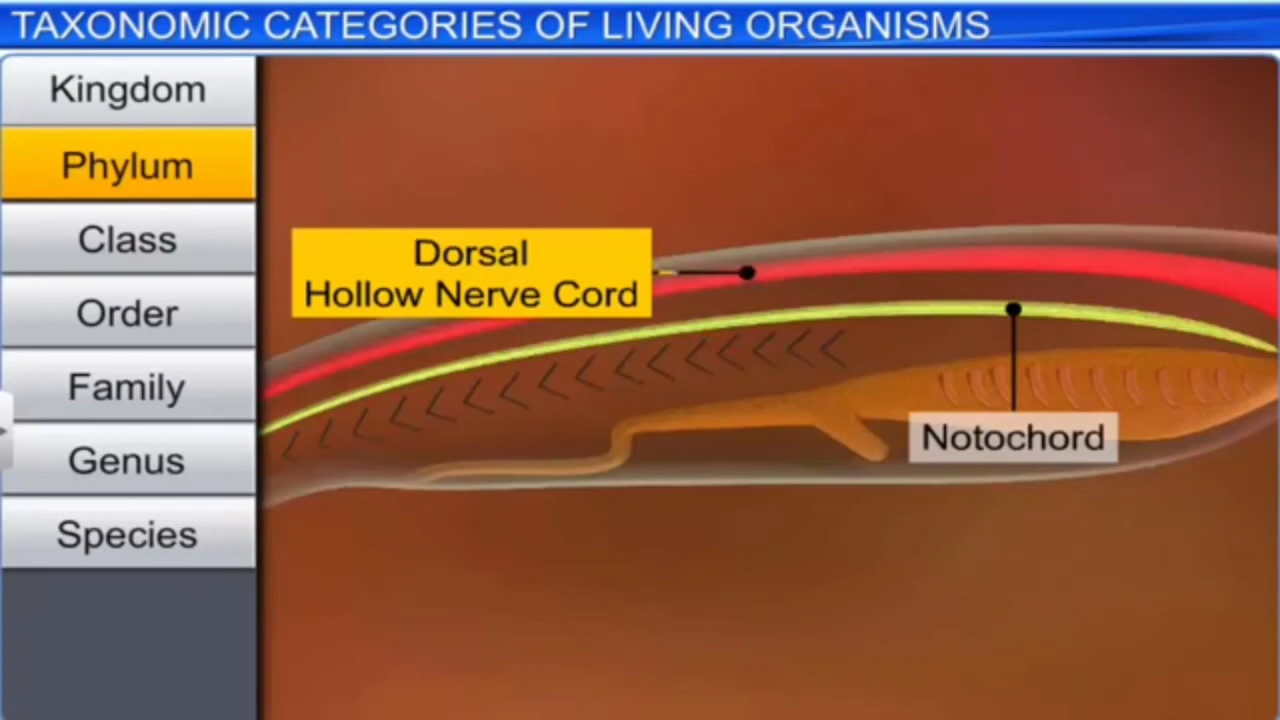 TAXONOMIC CATEGORIES OF LIVING ORGANISMS
Kingdom
Phylum
Class
Order
Family
Genus
Species
Dorsal
Hollow Nerve Cord
Notochord